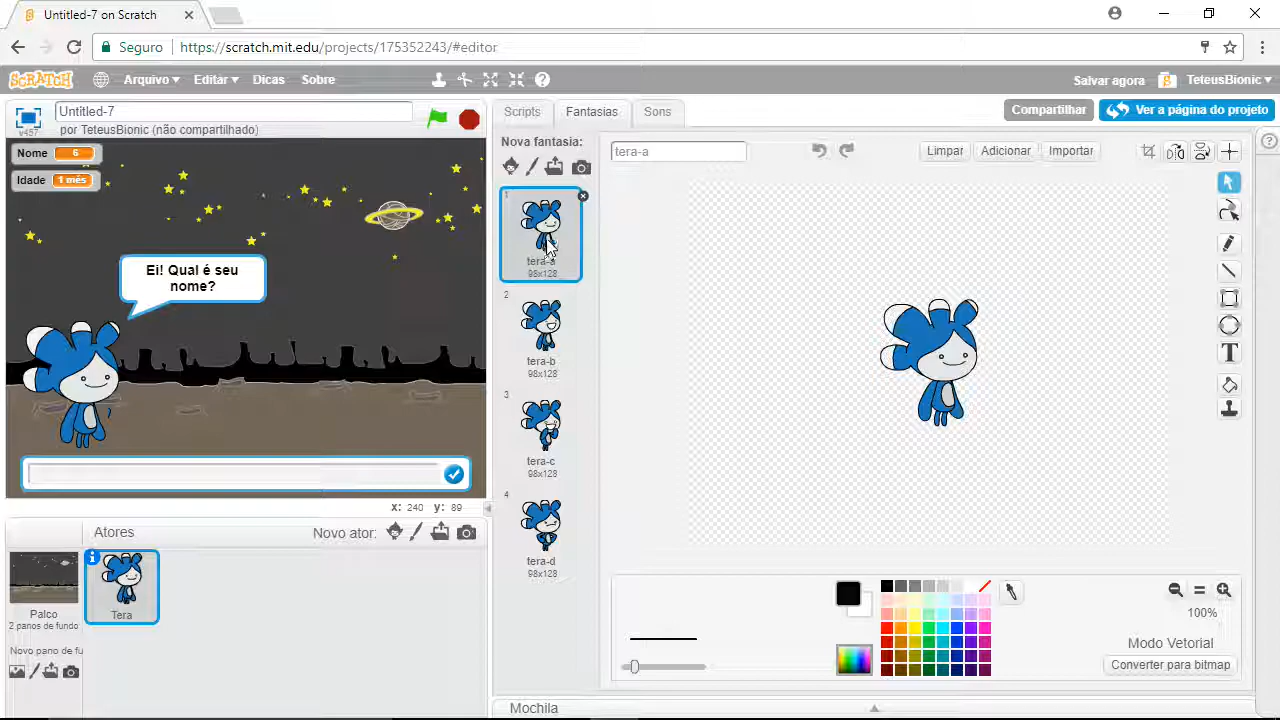 Untitled-7 on Scratch
Seguro https://scratch.mit.edu/projects/175352243/#editor
SCRATCH Arquivo Editar Dicas Sobre Salvar agora TeteusBionic
Untitled-7
por TeteusBionic (não compartilhado)
v457
Scripts Fantasias Sons
Compartilhar Ver a página do projeto
Nome 6
Idade 1 mês
Ei! Qual é seu
nome?
Nova fantasia:
tera-a
Limpar Adicionar Importar
1
tera-a
98x128
2
tera-b
98x128
3
tera-c
98x128
4
tera-d
98x128
x: 240 y: 89
Atores Novo ator:
Palco
2 panos de fundo
Novo pano de fu
Tera
T
100%
Modo Vetorial
Converter para bitmap
Mochila